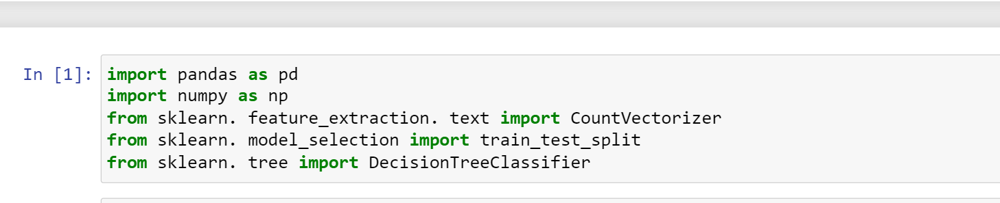 In [1]:
import pandas as pd
import numpy as np
from sklearn. feature_extraction. text import CountVectorizer
from sklearn. model_selection import train_test_split
from sklearn. tree import DecisionTreeClassifier